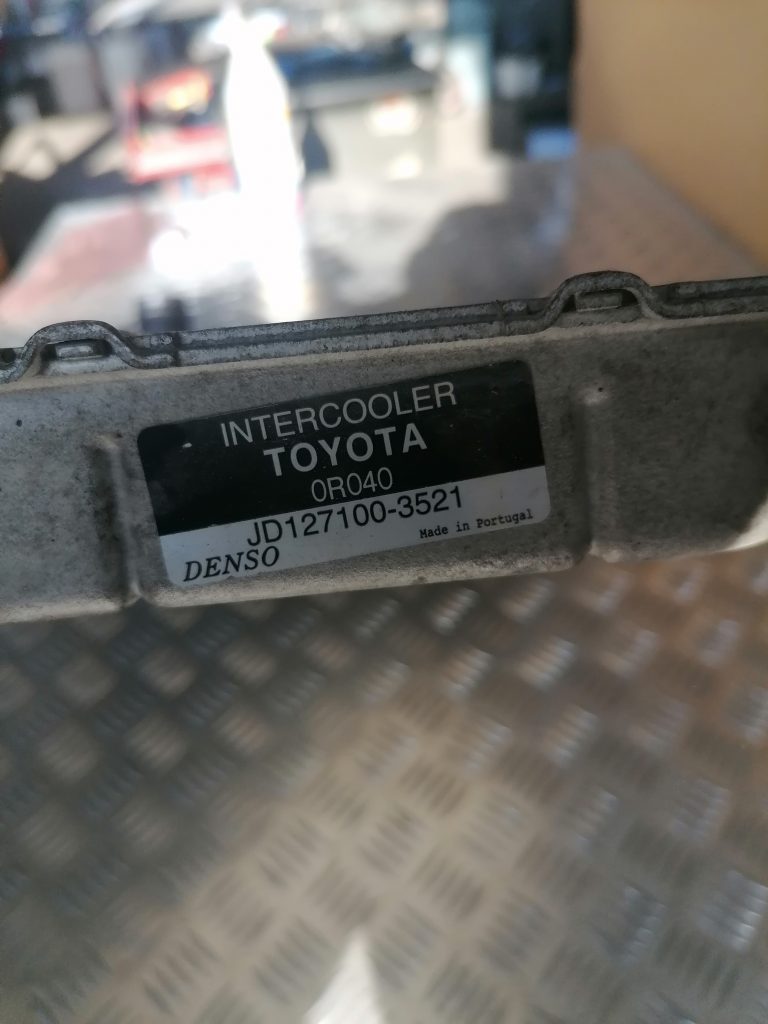 INTERCOOLER
TOYOTA
0R040
JD127100-3521
DENSO Made in Portugal